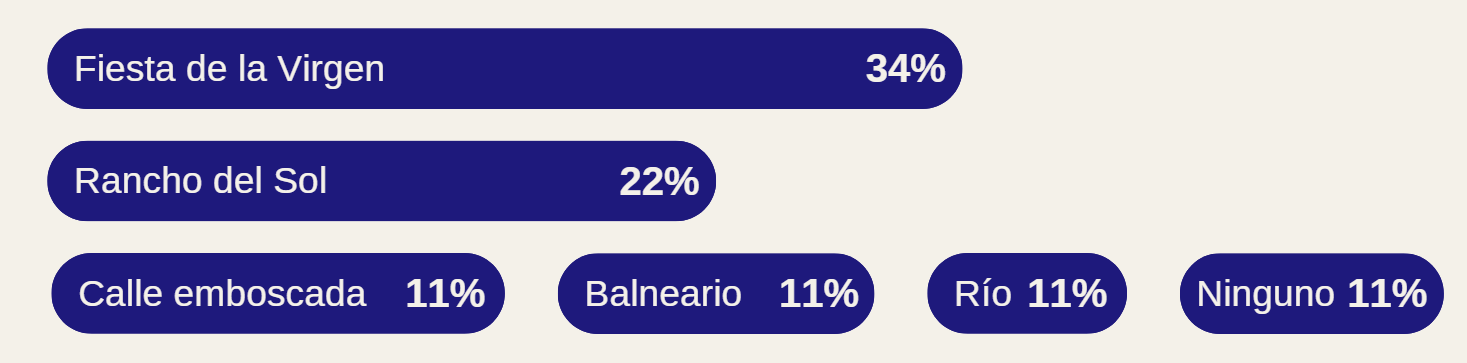 Fiesta de la Virgen 34%
Rancho del Sol 22%
Calle emboscada 11% Balneario 11% Río 11% Ninguno 11%